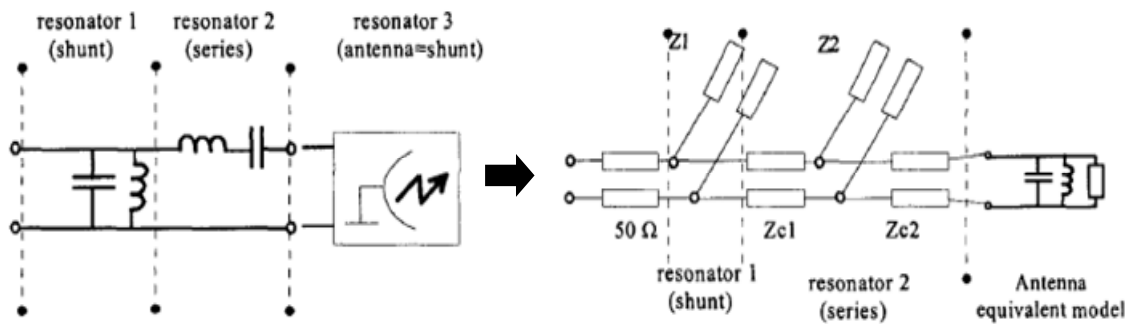 resonator 1
(shunt)
resonator 2
(series)
resonator 3
(antenna=shunt)
Z1
Z2
50 Ω
Zc1
Zc2
resonator 1
(shunt)
resonator 2
(series)
Antenna
equivalent model